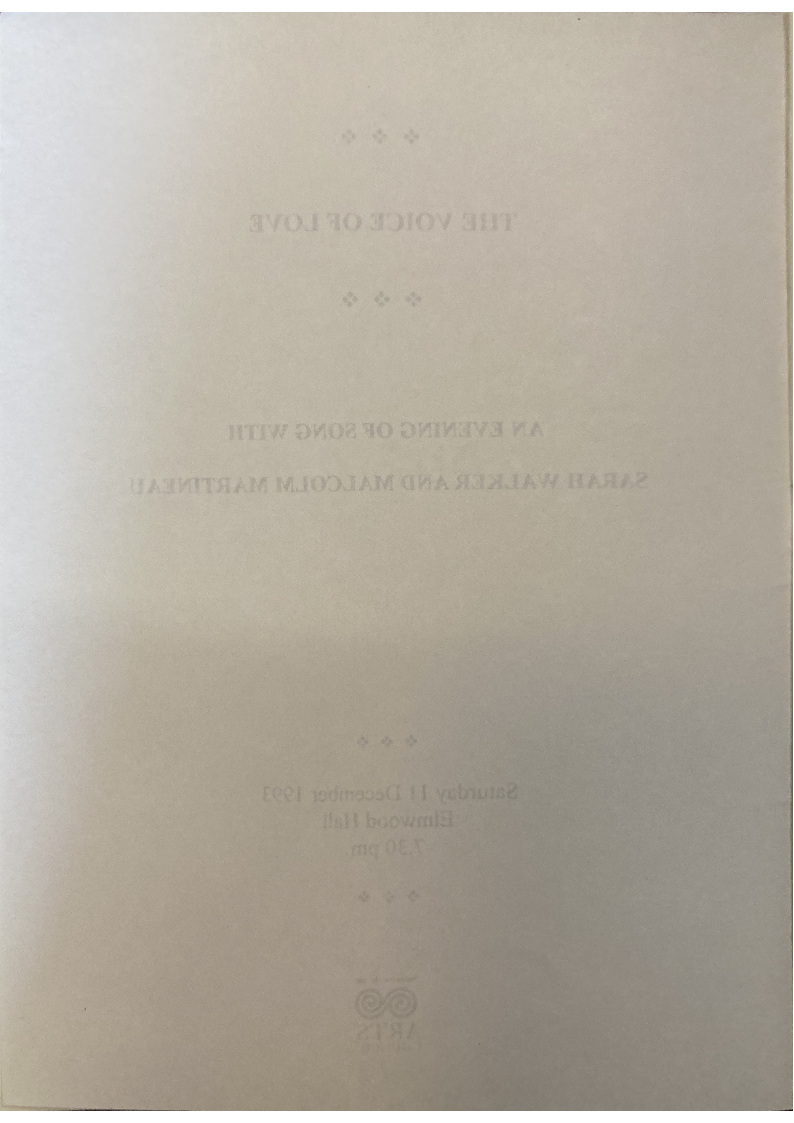 THE VOICE OF LOVE
AN EVENING OF SONG WITH
SARAH WALKER AND MALCOLM MARTINEAU
Saturday 11 December 1993
Elmwood Hall
7.30 pm
ARTS